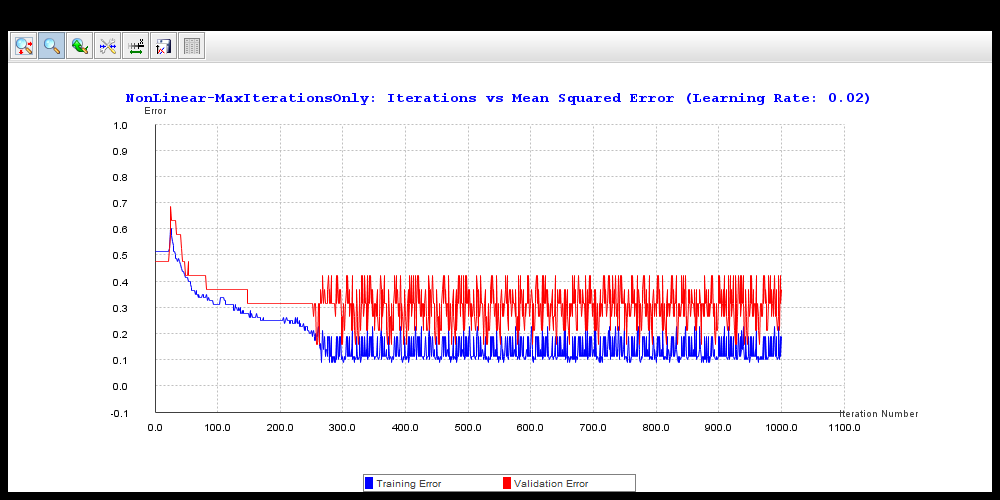 NonLinear-MaxIterationsOnly: Iterations vs Mean Squared Error (Learning Rate: 0.02)
Error
1.0
0.9
0.8
0.7
0.6
0.5
0.4
0.3
0.2
0.1
0.0
-0.1
Iteration Number
0.0 100.0 200.0 300.0 400.0 500.0 600.0 700.0 800.0 900.0 1000.0 1100.0
Training Error Validation Error